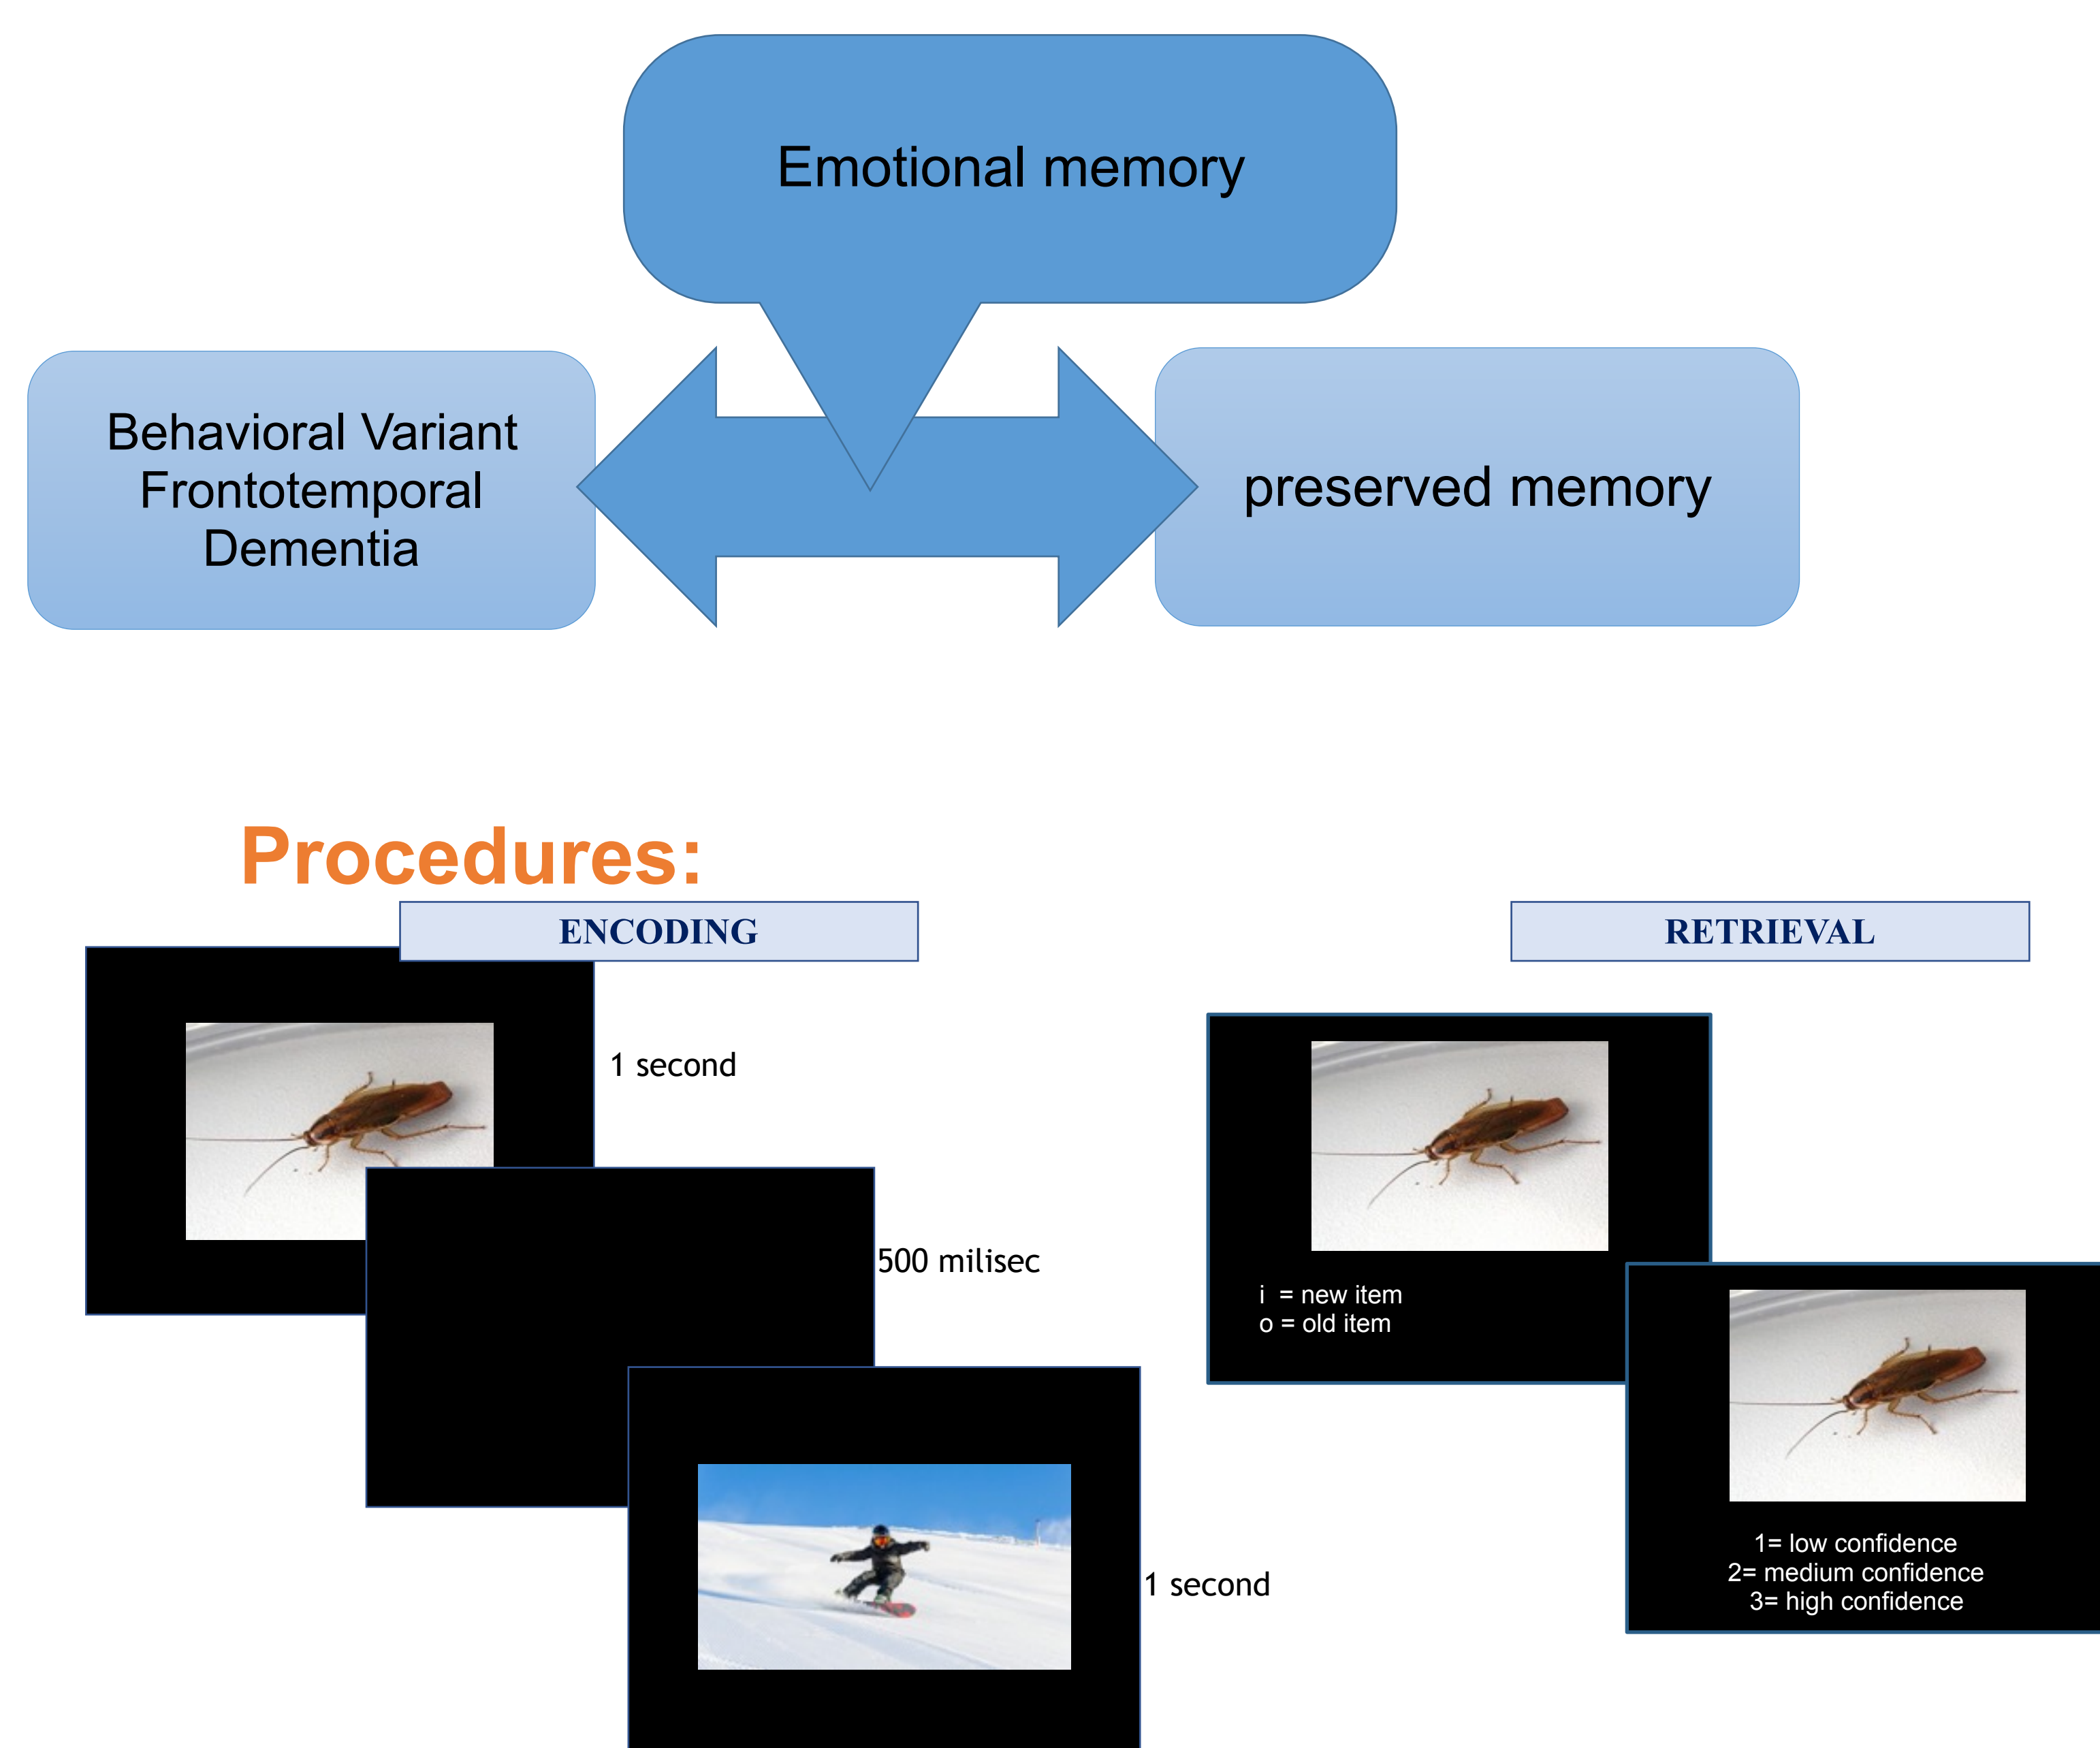 Emotional memory
Behavioral Variant
Frontotemporal
Dementia
preserved memory
Procedures:
ENCODING
1 second
500 milisec
1 second
RETRIEVAL
i = new item
o = old item
1= low confidence
2= medium confidence
3= high confidence